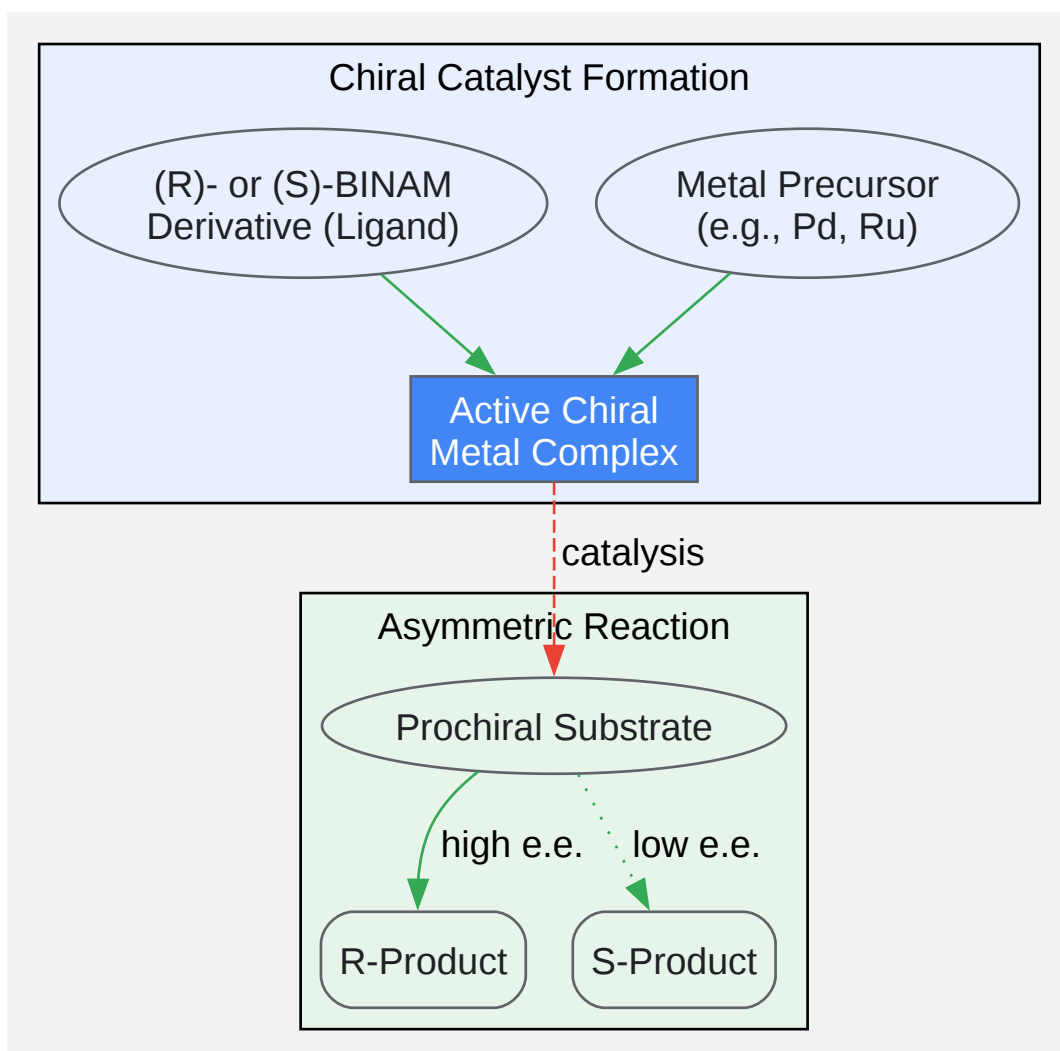 Chiral Catalyst Formation
(R)- or (S)-BINAM
Derivative (Ligand)
Metal Precursor
(e.g., Pd, Ru)
Active Chiral
Metal Complex
catalysis
Asymmetric Reaction
Prochiral Substrate
high e.e.
low e.e.
R-Product
S-Product